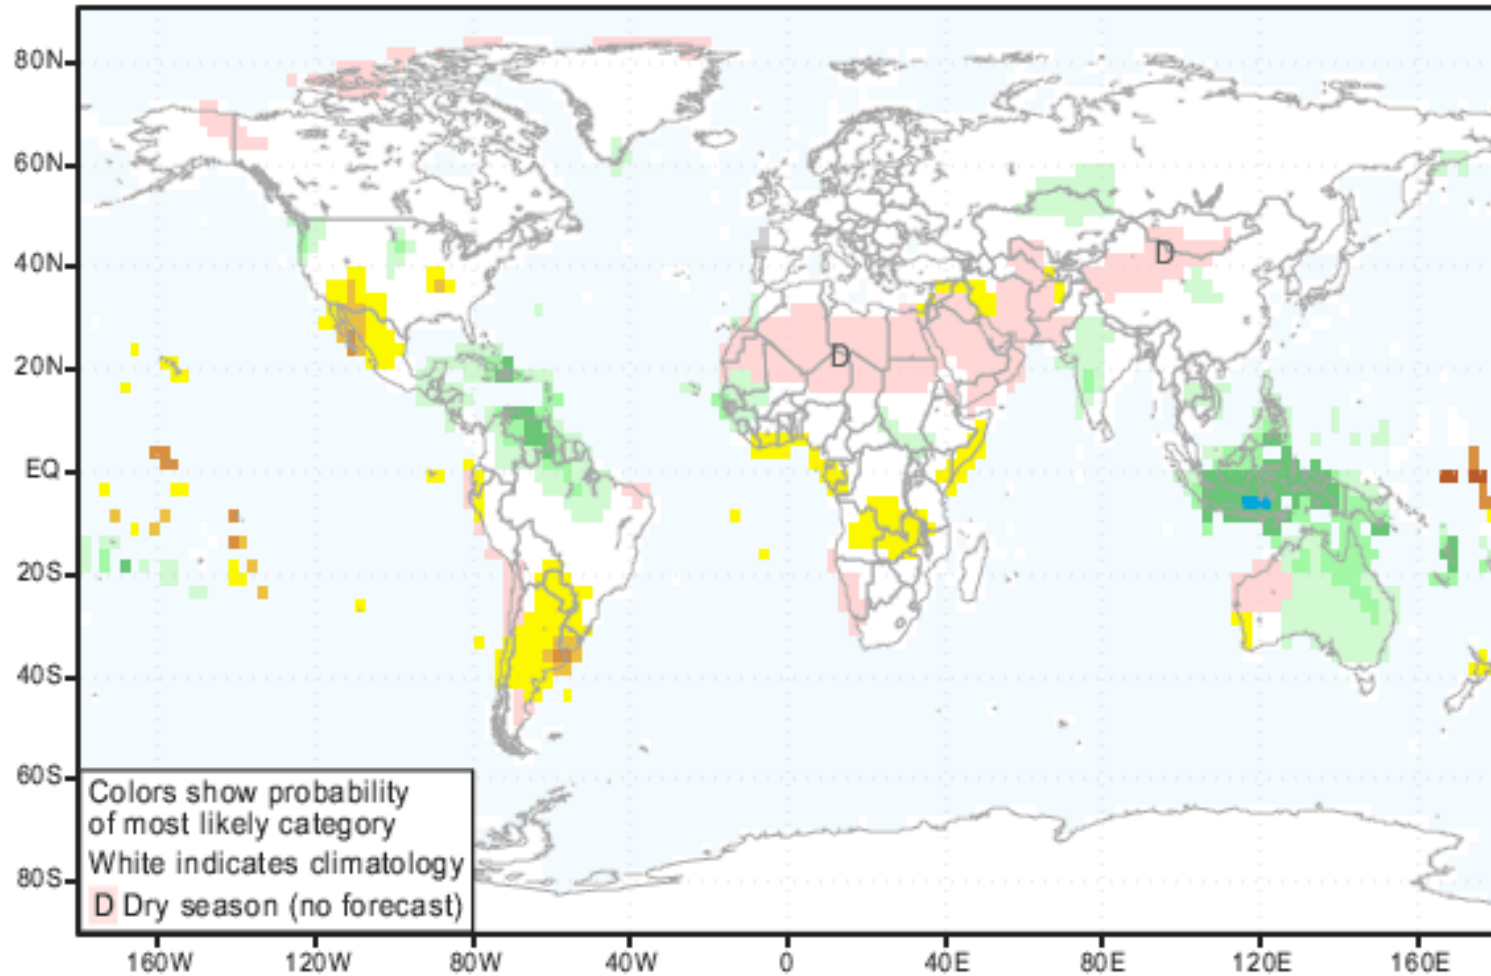 80N
60N
40N
20N
EQ
20S
40S
60S
80S
D
D
Colors show probability
of most likely category
White indicates climatology
D Dry season (no forecast)
160W 120W 80W 40W 0 40E 80E 120E 160E